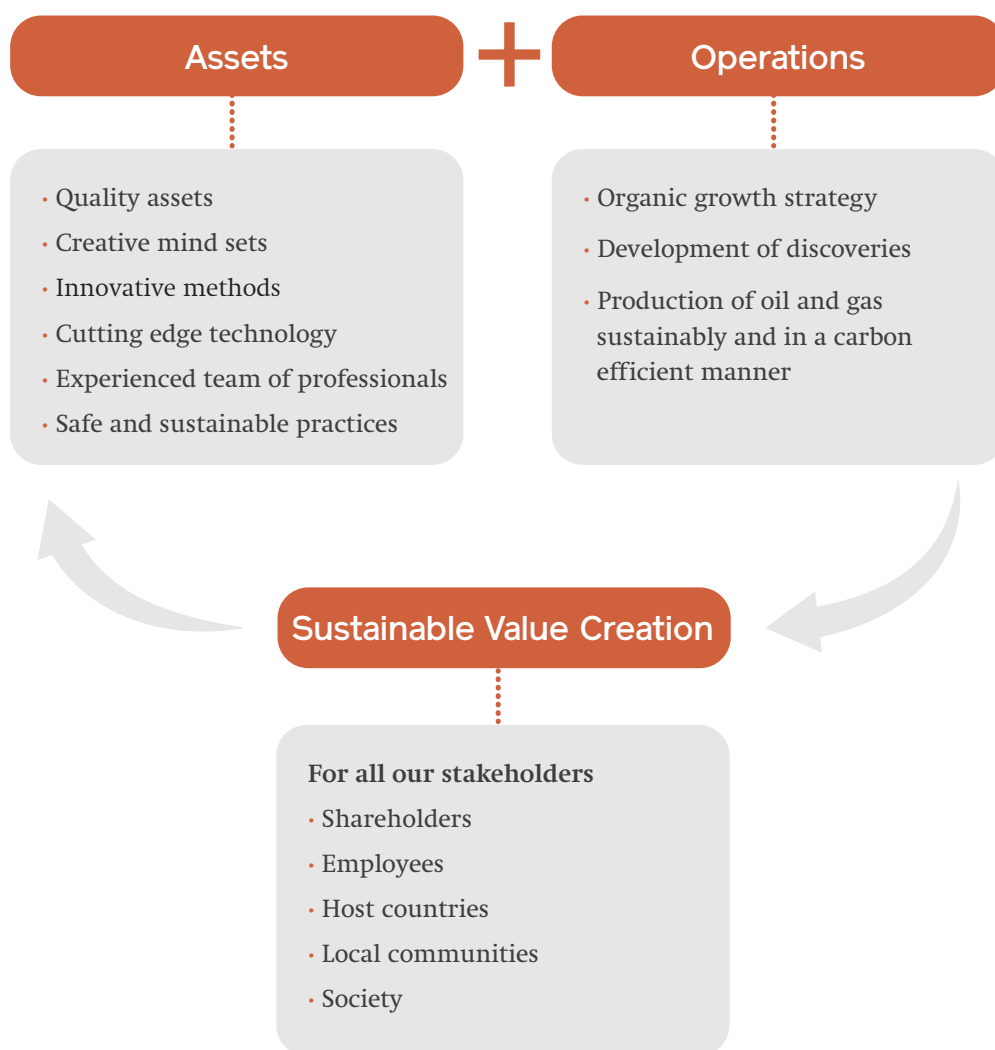 Assets
+
Operations
· Quality assets
· Creative mind sets
· Innovative methods
· Cutting edge technology
· Experienced team of professionals
· Safe and sustainable practices
· Organic growth strategy
· Development of discoveries
· Production of oil and gas
sustainably and in a carbon
efficient manner
Sustainable Value Creation
For all our stakeholders
· Shareholders
· Employees
· Host countries
· Local communities
· Society